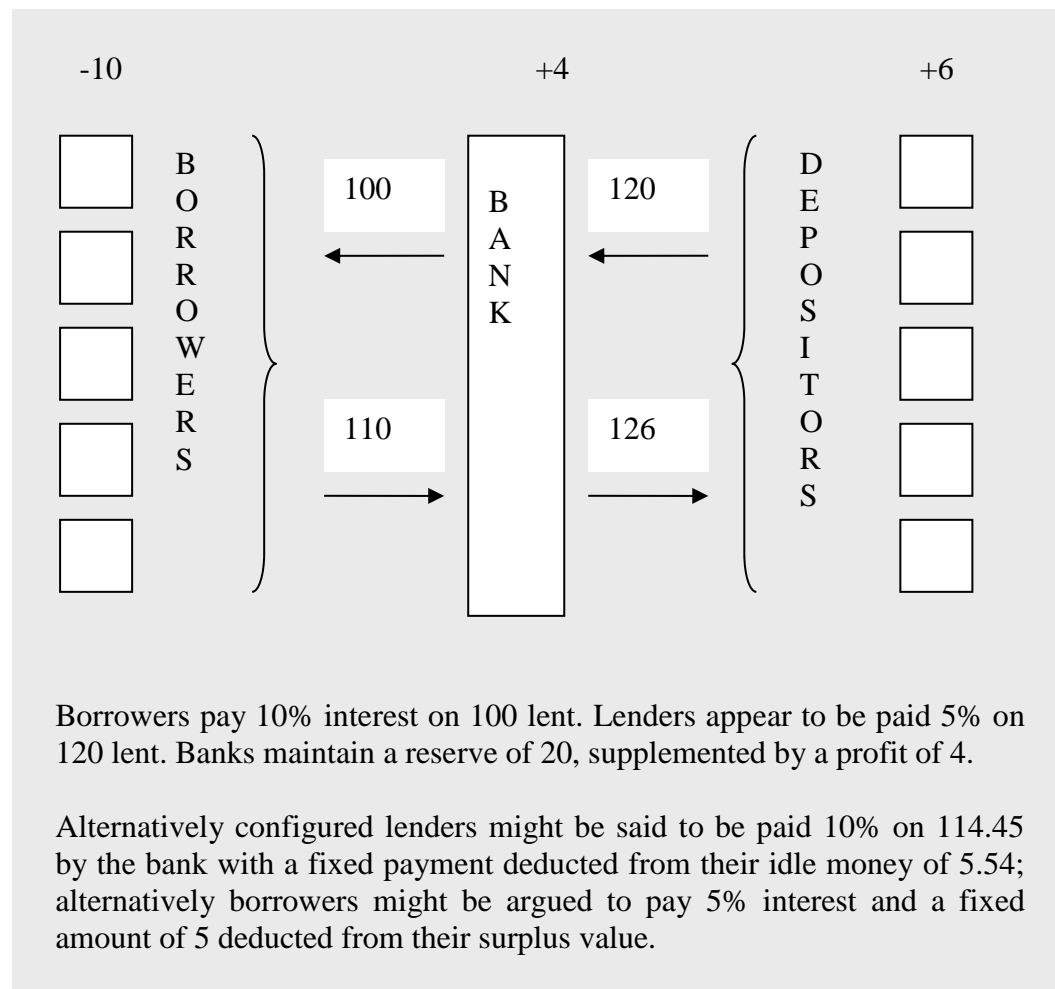 -10 +4 +6
BORROWERS
100
110
BANK
120
126
DEPOSITORS
Borrowers pay 10% interest on 100 lent. Lenders appear to be paid 5% on
120 lent. Banks maintain a reserve of 20, supplemented by a profit of 4.
Alternatively configured lenders might be said to be paid 10% on 114.45
by the bank with a fixed payment deducted from their idle money of 5.54;
alternatively borrowers might be argued to pay 5% interest and a fixed
amount of 5 deducted from their surplus value.